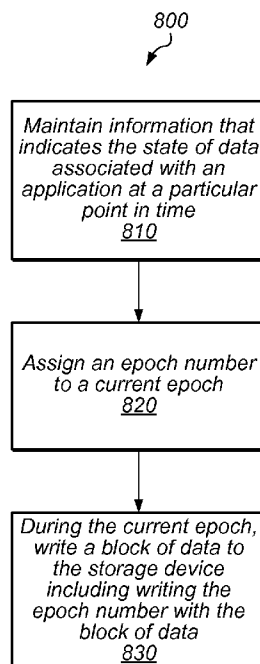 800
Maintain information that
indicates the state of data
associated with an
application at a particular
point in time
810
Assign an epoch number
to a current epoch
820
During the current epoch,
write a block of data to
the storage device
including writing the
epoch number with the
block of data
830